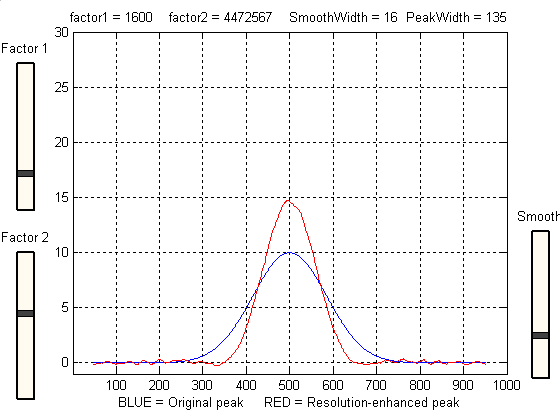 factor1 = 1600 factor2 = 4472567 SmoothWidth = 16 PeakWidth = 135
Factor 1
30
25
20
15
Factor 2
Smooth
10
5
0
100 200 300 400 500 600 700 800 900 1000
BLUE = Original peak RED = Resolution-enhanced peak